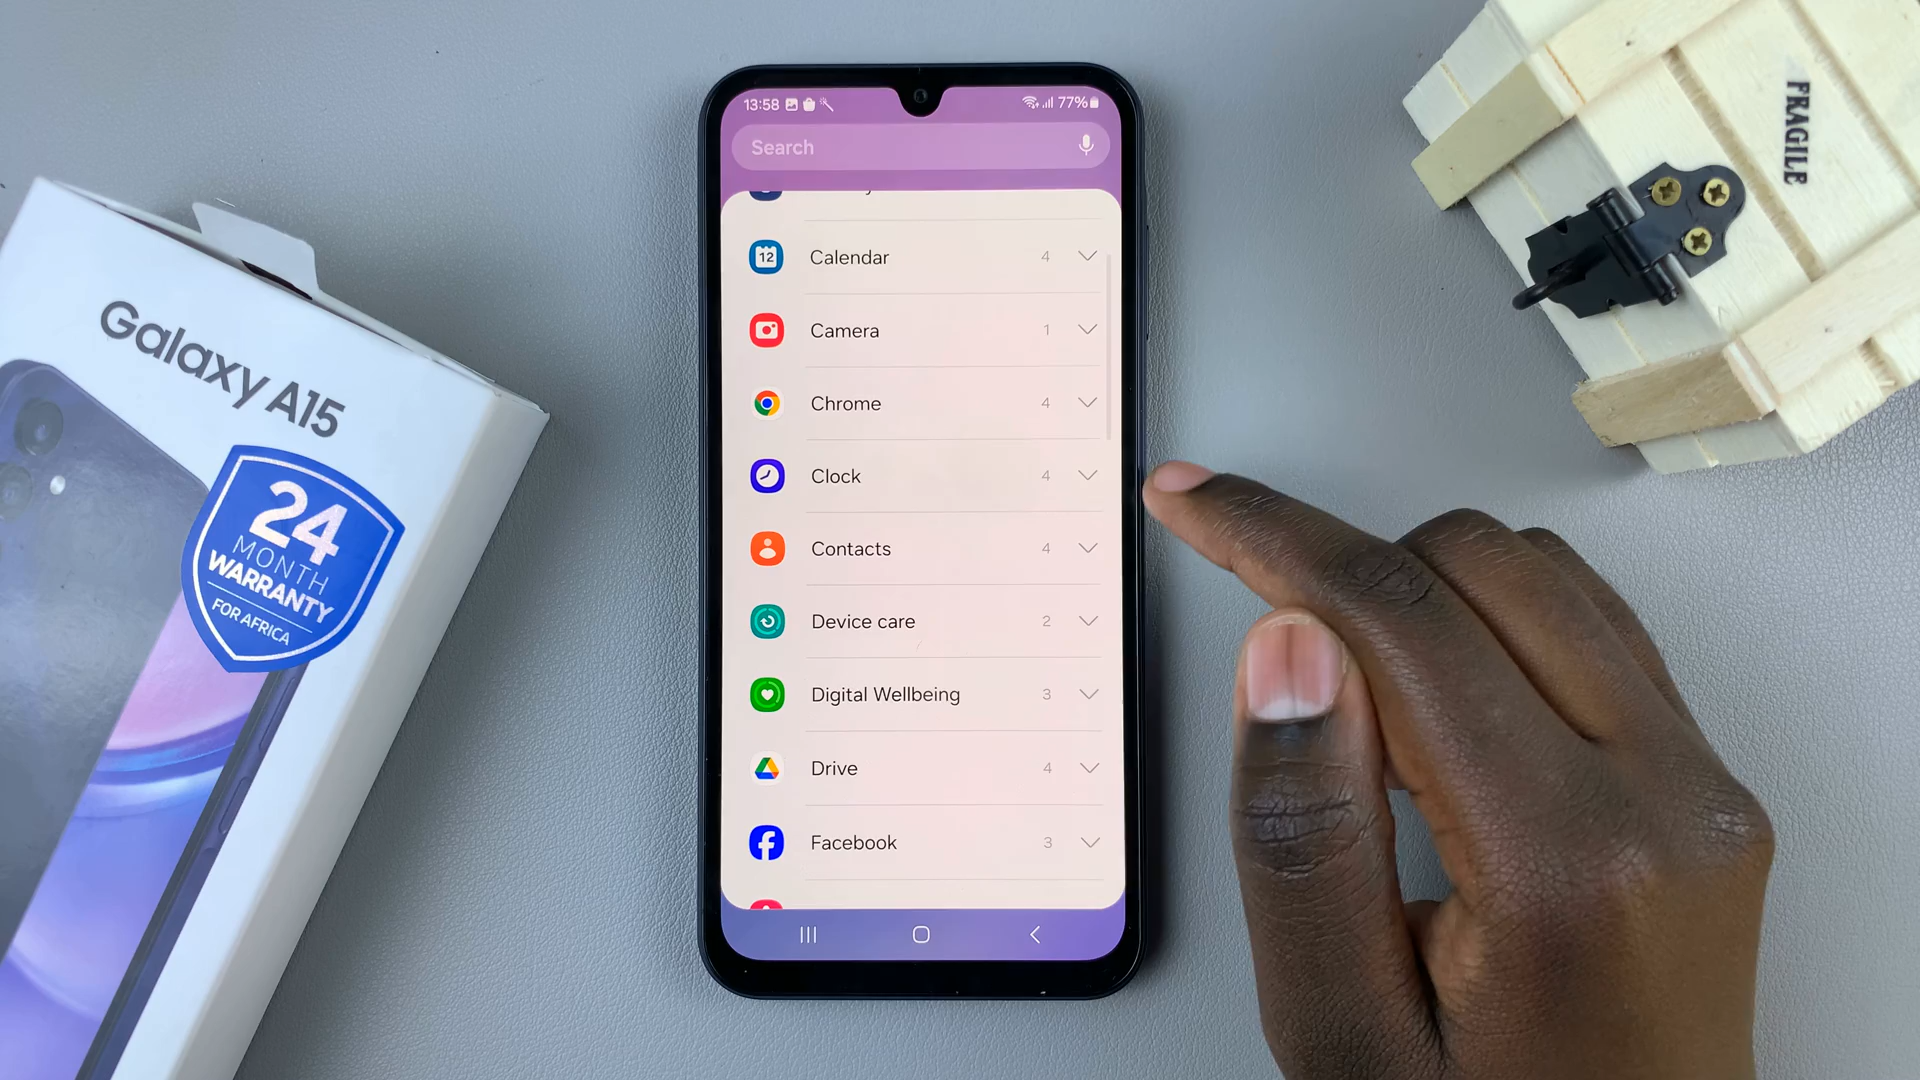 Galaxy A15
24
MONTH
WARRANTY
FOR AFRICA
13:58
77%
Search
12
Calendar 4
Camera 1
Chrome 4
Clock 4
Contacts 4
Device care 2
Digital Wellbeing 3
Drive 4
Facebook 3
FRAGILE